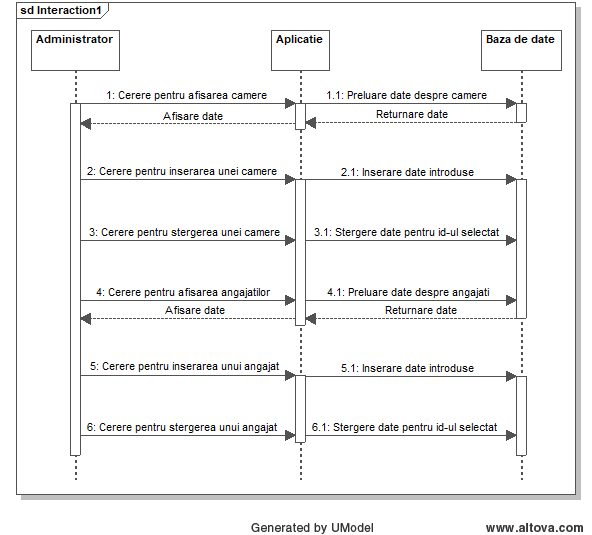 sd Interaction1
Administrator
Aplicatie
Baza de date
1: Cerere pentru afisarea camere
1.1: Preluare date despre camere
Afisare date
Returnare date
2: Cerere pentru inserarea unei camere
2.1: Inserare date introduse
3: Cerere pentru stergerea unei camere
3.1: Stergere date pentru id-ul selectat
4: Cerere pentru afisarea angajatilor
4.1: Preluare date despre angajati
Afisare date
Returnare date
5: Cerere pentru inserarea unui angajat
5.1: Inserare date introduse
6: Cerere pentru stergerea unui angajat
6.1: Stergere date pentru id-ul selectat
Generated by UModel
www.altova.com